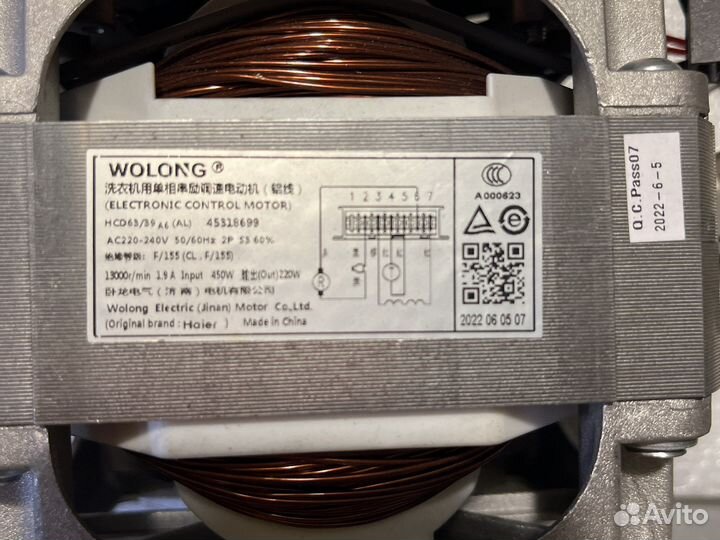 WOLONG®
洗衣机用单相串励调速电动机（铝线）
(ELECTRONIC CONTROL MOTOR)
HCD63/39 A6 (AL) 45318699
AC220-240V 50/60Hz 2P S3 60%
绝缘等级: F/155 (CL. F/155)
13000r/min 1.9A Input 450W 输出(Out)220W
卧龙电气（济南）电机有限公司
Wolong Electric (Jinan) Motor Co.,Ltd.
(Original brand: Haier) Made in China
1 2 3 4 5 6 7
CCC
A000623
e
2022 06 05 07
Q.C.Pass07
2022-6-5
Avito